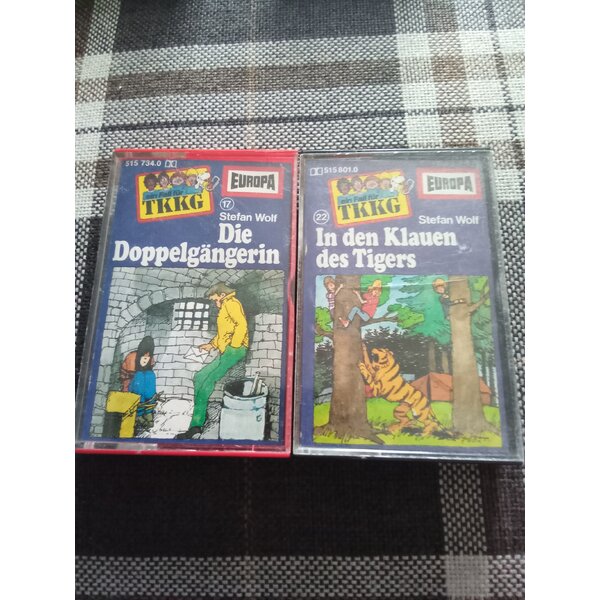 515 734.0
EUROPA
ein Fall für
TKKG
17
Stefan Wolf
Die
Doppelgängerin
515 801.0
EUROPA
ein Fall für
TKKG
22
Stefan Wolf
In den Klauen
des Tigers